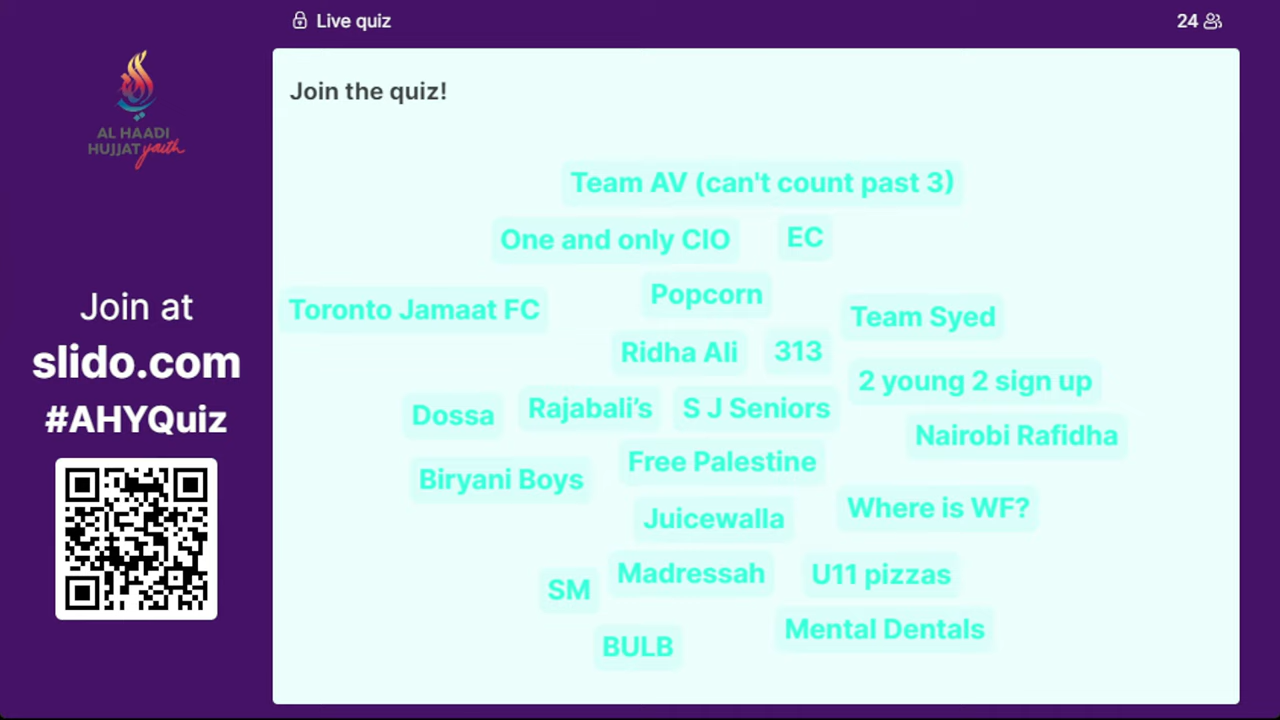 Live quiz
24
AL HAADI
HUJJAT youth
Join at
slido.com
#AHYQuiz
Join the quiz!
Team AV (can't count past 3)
One and only CIO
EC
Popcorn
Toronto Jamaat FC
Team Syed
Ridha Ali
313
2 young 2 sign up
Dossa
Rajabali’s
S J Seniors
Nairobi Rafidha
Free Palestine
Biryani Boys
Where is WF?
Juicewalla
Madressah
U11 pizzas
SM
Mental Dentals
BULB